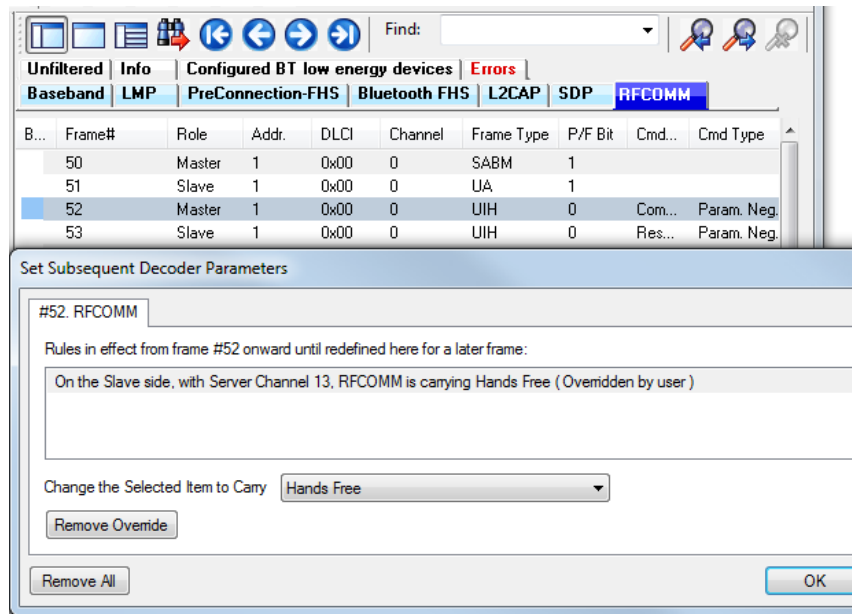 Find:
Unfiltered Info Configured BT low energy devices Errors
Baseband LMP PreConnection-FHS Bluetooth FHS L2CAP SDP RFCOMM
B... Frame# Role Addr. DLCI Channel Frame Type P/F Bit Cmd... Cmd Type
50 Master 1 0x00 0 SABM 1
51 Slave 1 0x00 0 UA 1
52 Master 1 0x00 0 UIH 0 Com... Param. Neg.
53 Slave 1 0x00 0 UIH 0 Res... Param. Neg.
Set Subsequent Decoder Parameters
#52. RFCOMM
Rules in effect from frame #52 onward until redefined here for a later frame:
On the Slave side, with Server Channel 13, RFCOMM is carrying Hands Free ( Overridden by user )
Change the Selected Item to Carry Hands Free
Remove Override
Remove All OK